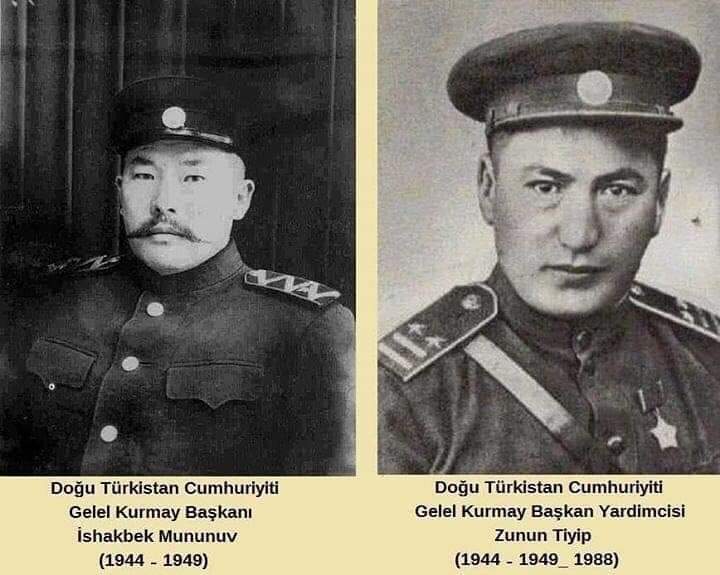 Doğu Türkistan Cumhuriyiti
Gelel Kurmay Başkanı
İshakbek Mununuv
(1944 - 1949)
Doğu Türkistan Cumhuriyiti
Gelel Kurmay Başkan Yardimcisi
Zunun Tiyip
(1944 - 1949_ 1988)